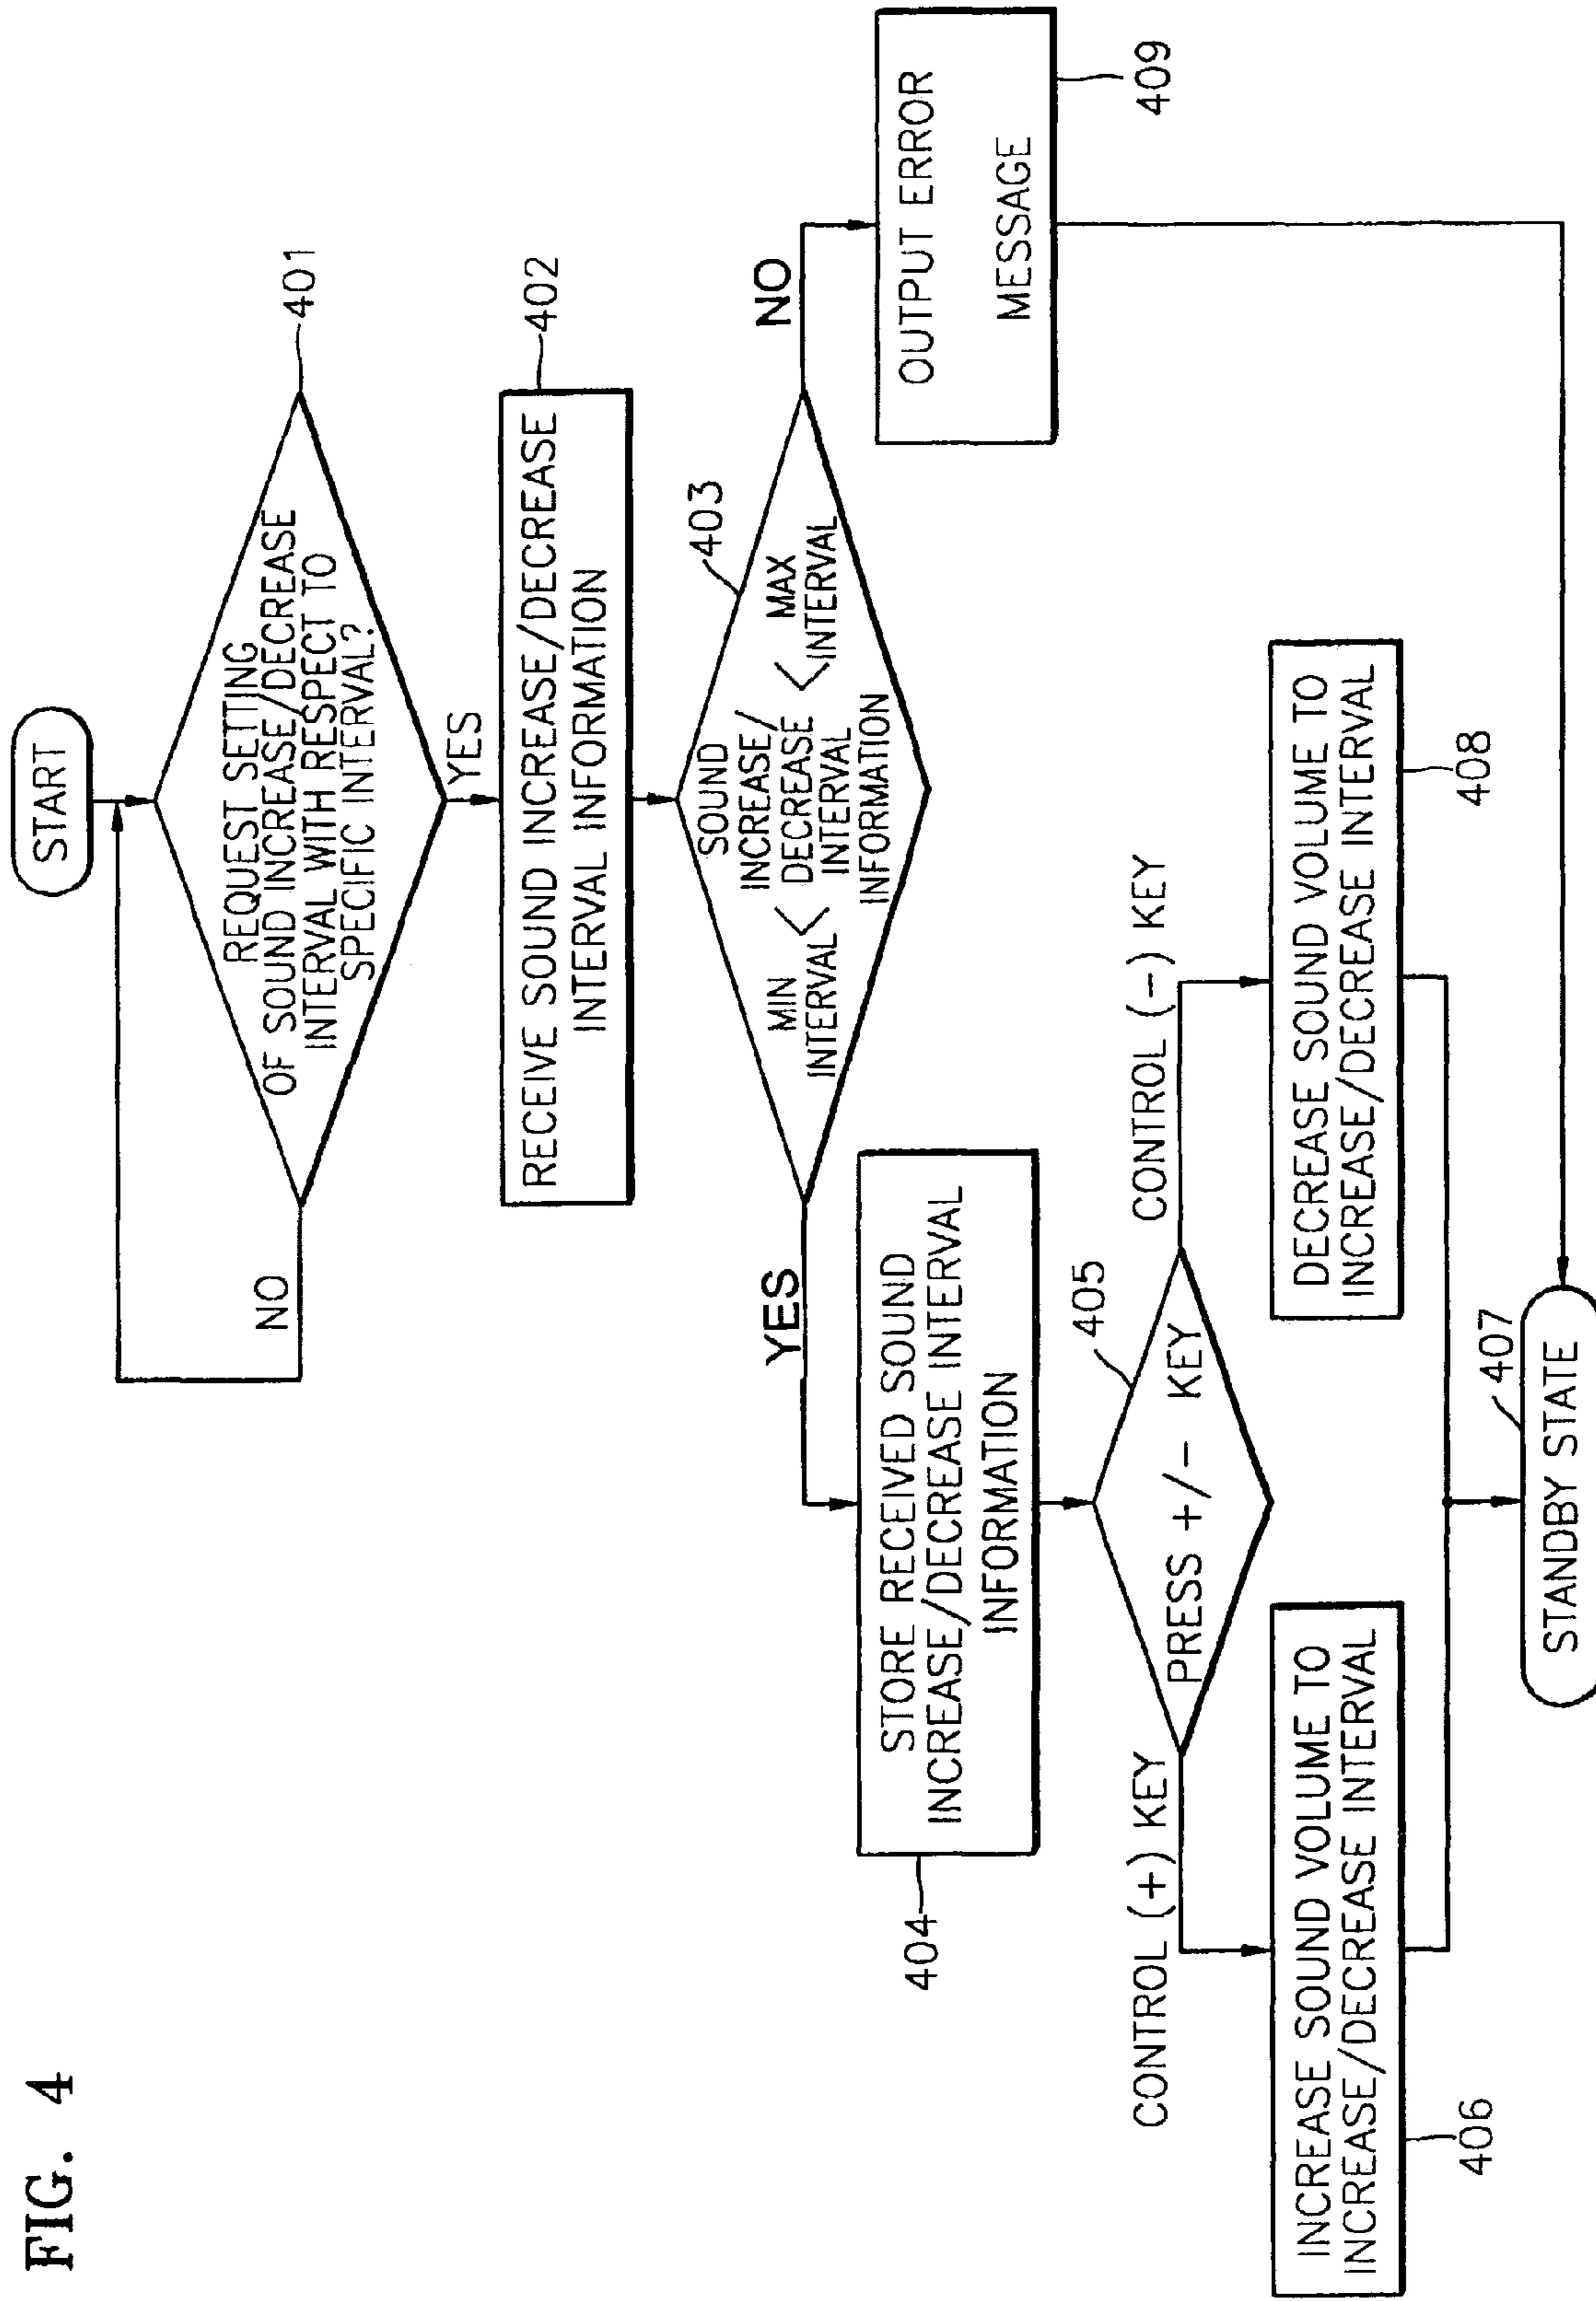 FIG. 4
START
REQUEST SETTING
OF SOUND INCREASE/DECREASE
INTERVAL WITH RESPECT TO
SPECIFIC INTERVAL?
401
NO
YES
RECEIVE SOUND INCREASE/DECREASE
INTERVAL INFORMATION
402
MIN
INTERVAL
<
SOUND
INCREASE/
DECREASE
INTERVAL
INFORMATION
<
MAX
INTERVAL
403
YES
NO
STORE RECEIVED SOUND
INCREASE/DECREASE INTERVAL
INFORMATION
404
OUTPUT ERROR
MESSAGE
409
PRESS +/- KEY
405
CONTROL (+) KEY
CONTROL (-) KEY
INCREASE SOUND VOLUME TO
INCREASE/DECREASE INTERVAL
406
DECREASE SOUND VOLUME TO
INCREASE/DECREASE INTERVAL
408
STANDBY STATE
407